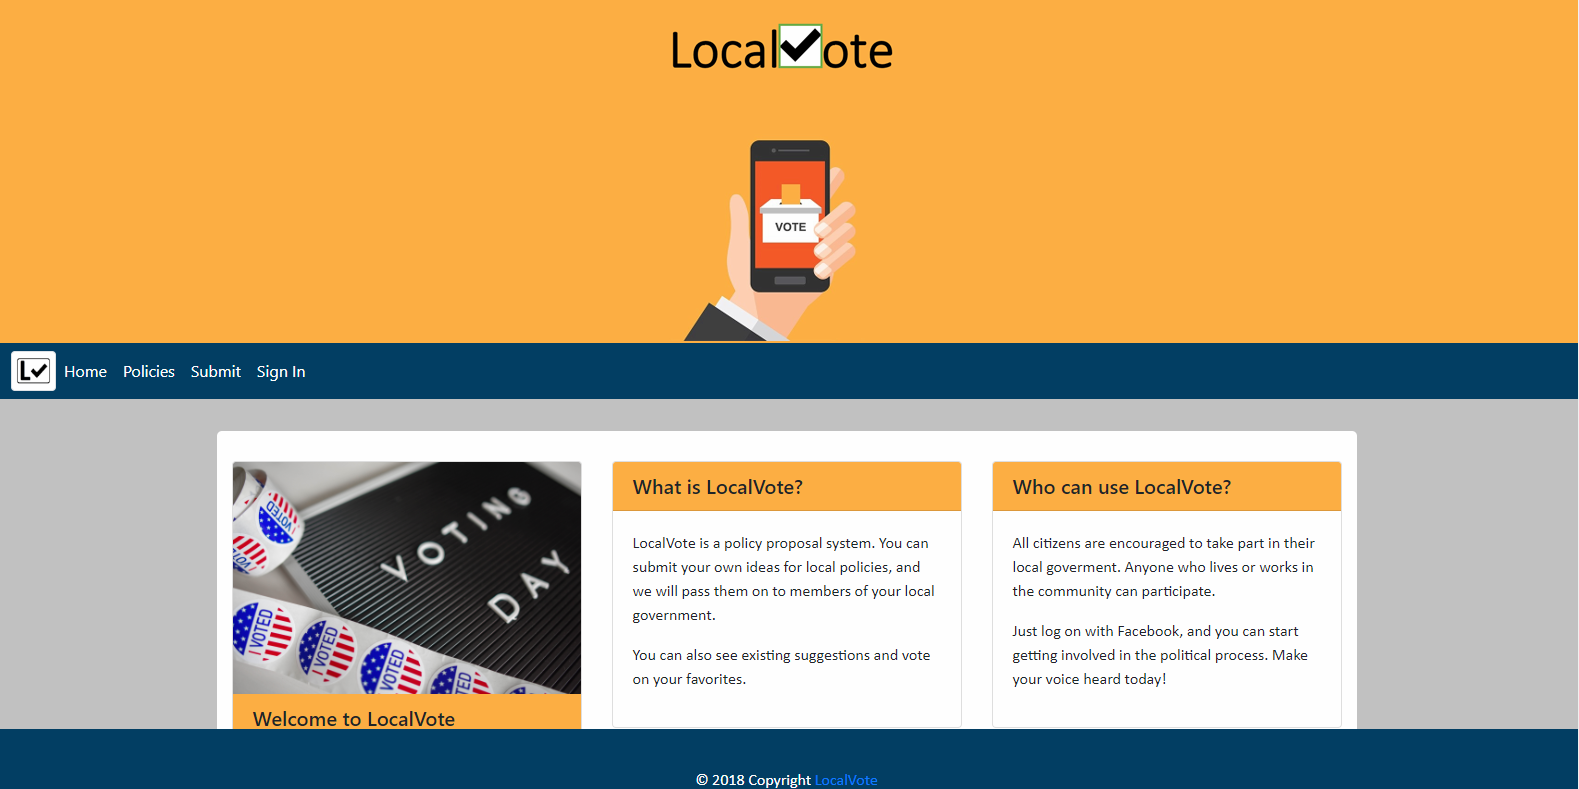 Local✔ote
VOTE
L✔
Home Policies Submit Sign In
VOTING
DAY
I VOTED
I VOTED
I VOTED
I VOTED
Welcome to LocalVote
What is LocalVote?
LocalVote is a policy proposal system. You can
submit your own ideas for local policies, and
we will pass them on to members of your local
government.
You can also see existing suggestions and vote
on your favorites.
Who can use LocalVote?
All citizens are encouraged to take part in their
local goverment. Anyone who lives or works in
the community can participate.
Just log on with Facebook, and you can start
getting involved in the political process. Make
your voice heard today!
© 2018 Copyright LocalVote